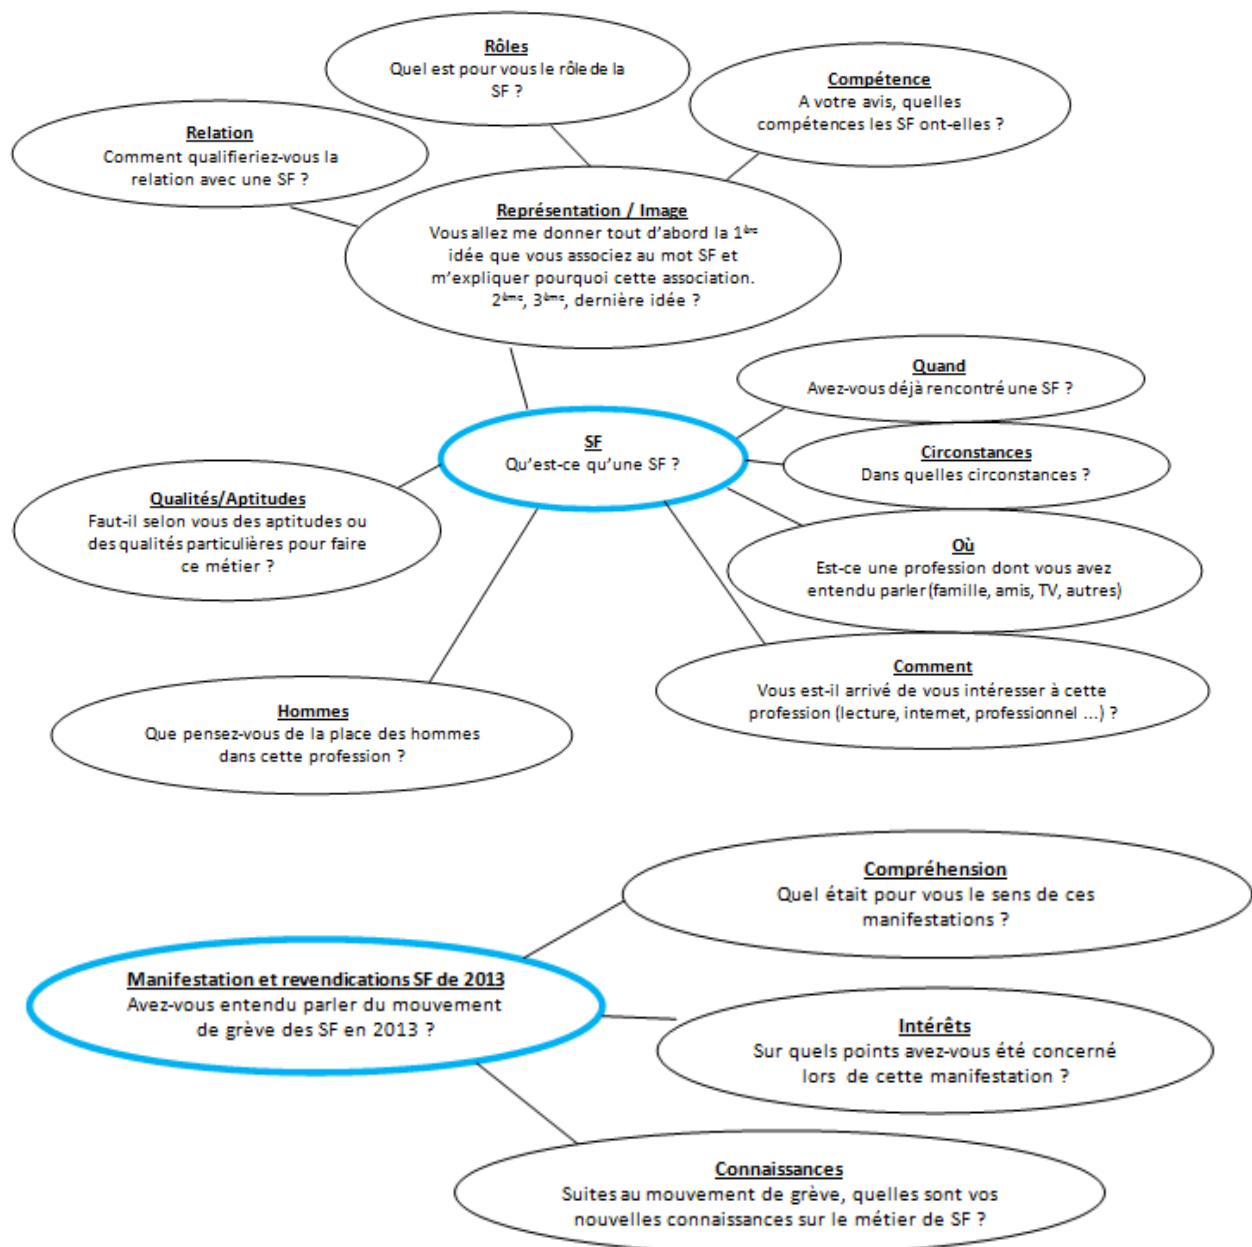 Rôles
Quel est pour vous le rôle de la
SF ?
Compétence
A votre avis, quelles
compétences les SF ont-elles ?
Relation
Comment qualifieriez-vous la
relation avec une SF ?
Représentation / Image
Vous allez me donner tout d'abord la 1ère
idée que vous associez au mot SF et
m'expliquer pourquoi cette association.
2ème, 3ème, dernière idée ?
Quand
Avez-vous déjà rencontré une SF ?
SF
Qu'est-ce qu'une SF ?
Circonstances
Dans quelles circonstances ?
Qualités/Aptitudes
Faut-il selon vous des aptitudes ou
des qualités particulières pour faire
ce métier ?
Où
Est-ce une profession dont vous avez
entendu parler (famille, amis, TV, autres)
Comment
Vous est-il arrivé de vous intéresser à cette
profession (lecture, internet, professionnel ...) ?
Hommes
Que pensez-vous de la place des hommes
dans cette profession ?
Compréhension
Quel était pour vous le sens de ces
manifestations ?
Manifestation et revendications SF de 2013
Avez-vous entendu parler du mouvement
de grève des SF en 2013 ?
Intérêts
Sur quels points avez-vous été concerné
lors de cette manifestation ?
Connaissances
Suites au mouvement de grève, quelles sont vos
nouvelles connaissances sur le métier de SF ?